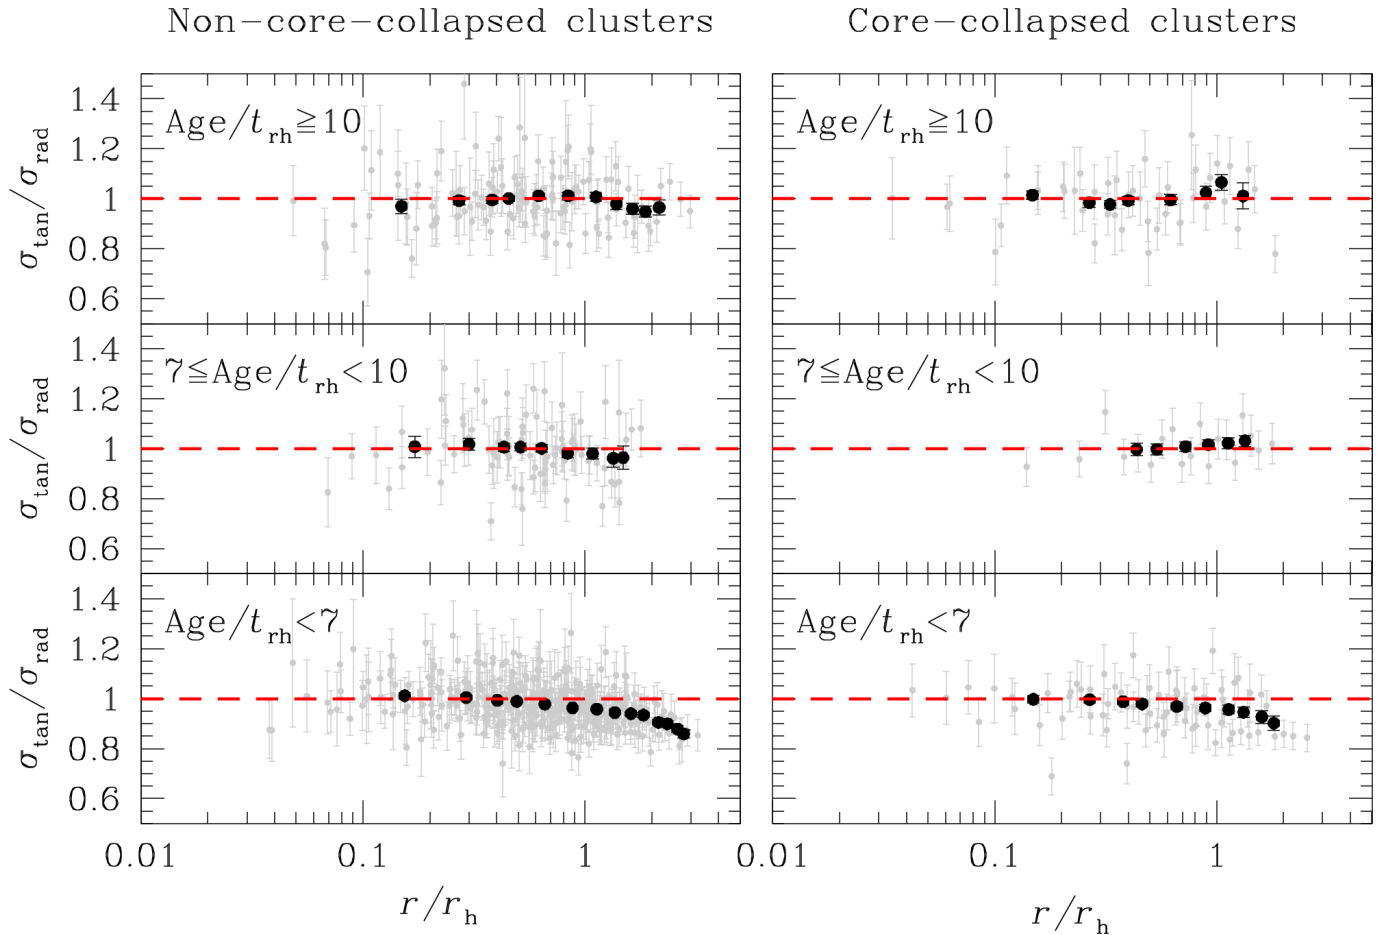 Non-core-collapsed clusters
Core-collapsed clusters
Age/t_rh≧10
Age/t_rh≧10
σ_tan/σ_rad
1.4
1.2
1
0.8
0.6
7≦Age/t_rh<10
7≦Age/t_rh<10
σ_tan/σ_rad
1.4
1.2
1
0.8
0.6
Age/t_rh<7
Age/t_rh<7
σ_tan/σ_rad
1.4
1.2
1
0.8
0.6
0.01 0.1 1
0.01 0.1 1
r/r_h
r/r_h